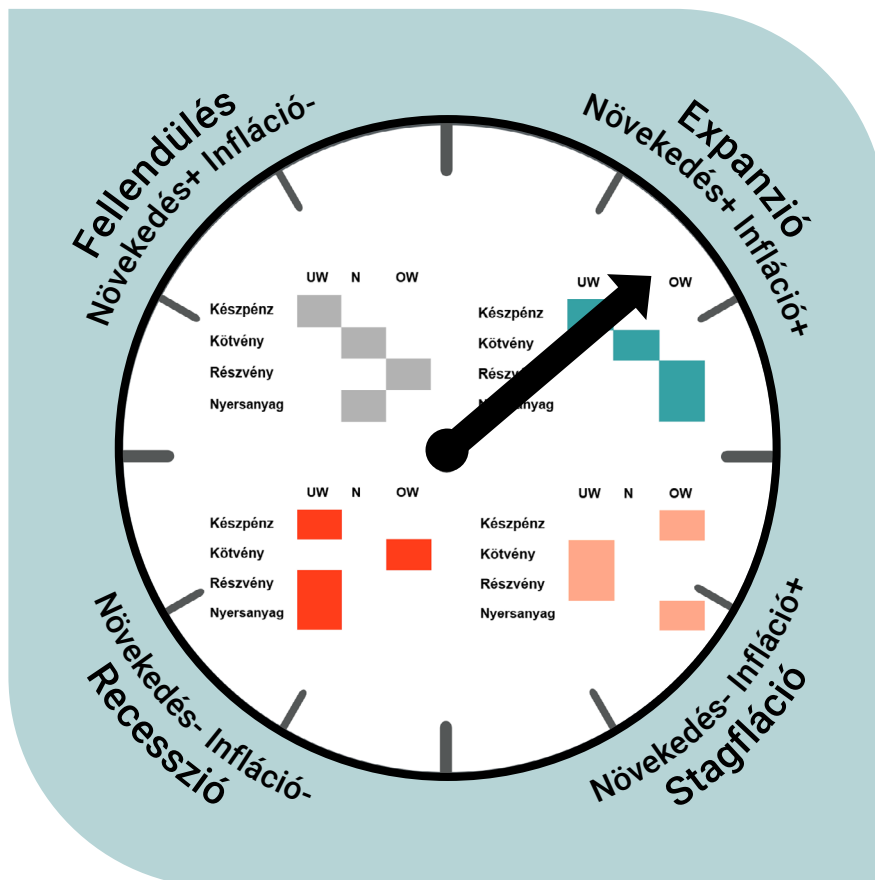 Fellendülés
Növekedés+ Infláció-
Expanzió
Növekedés+ Infláció+
UW N OW
Készpénz
Kötvény
Részvény
Nyersanyag
UW OW
Készpénz
Kötvény
UW N OW
Készpénz
Kötvény
Részvény
Nyersanyag
UW N OW
Készpénz
Kötvény
Részvény
Nyersanyag
Növekedés- Infláció-
Recesszió
Növekedés- Infláció+
Stagfláció